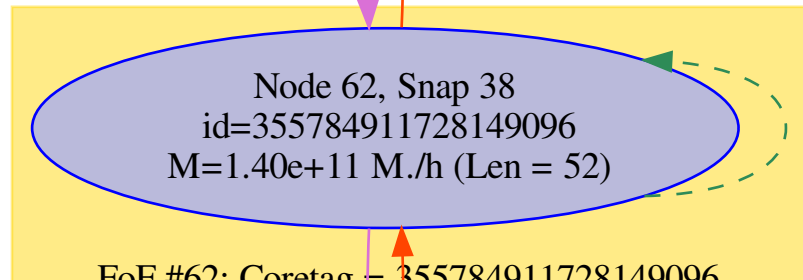 Node 62, Snap 38
id=355784911728149096
M=1.40e+11 M./h (Len = 52)
FoF #62; Coretag = 355784911728149096